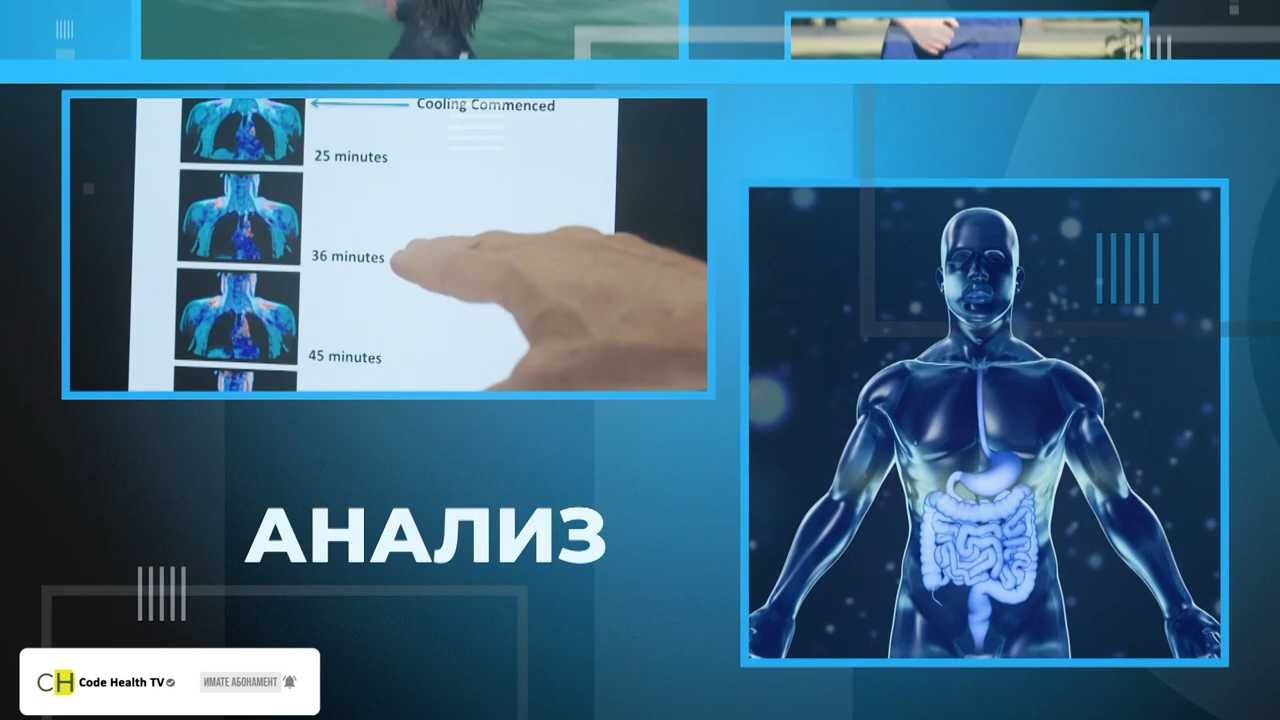 Cooling Commenced
25 minutes
36 minutes
45 minutes
АНАЛИЗ
CH Code Health TV ИМАТЕ АБОНАМЕНТ